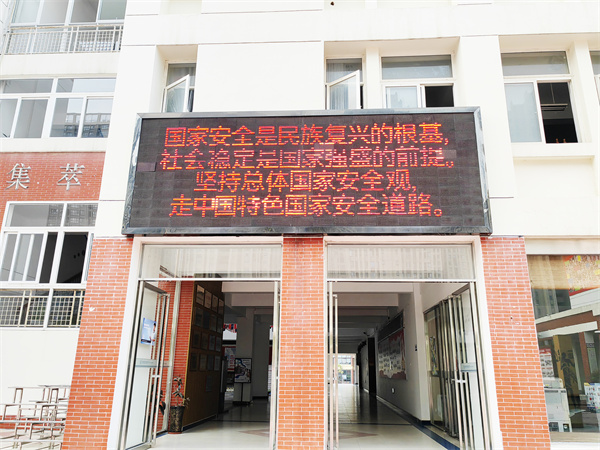 国家安全是民族复兴的根基,
社会稳定是国家强盛的前提。
坚持总体国家安全观,
走中国特色国家安全道路。
集萃